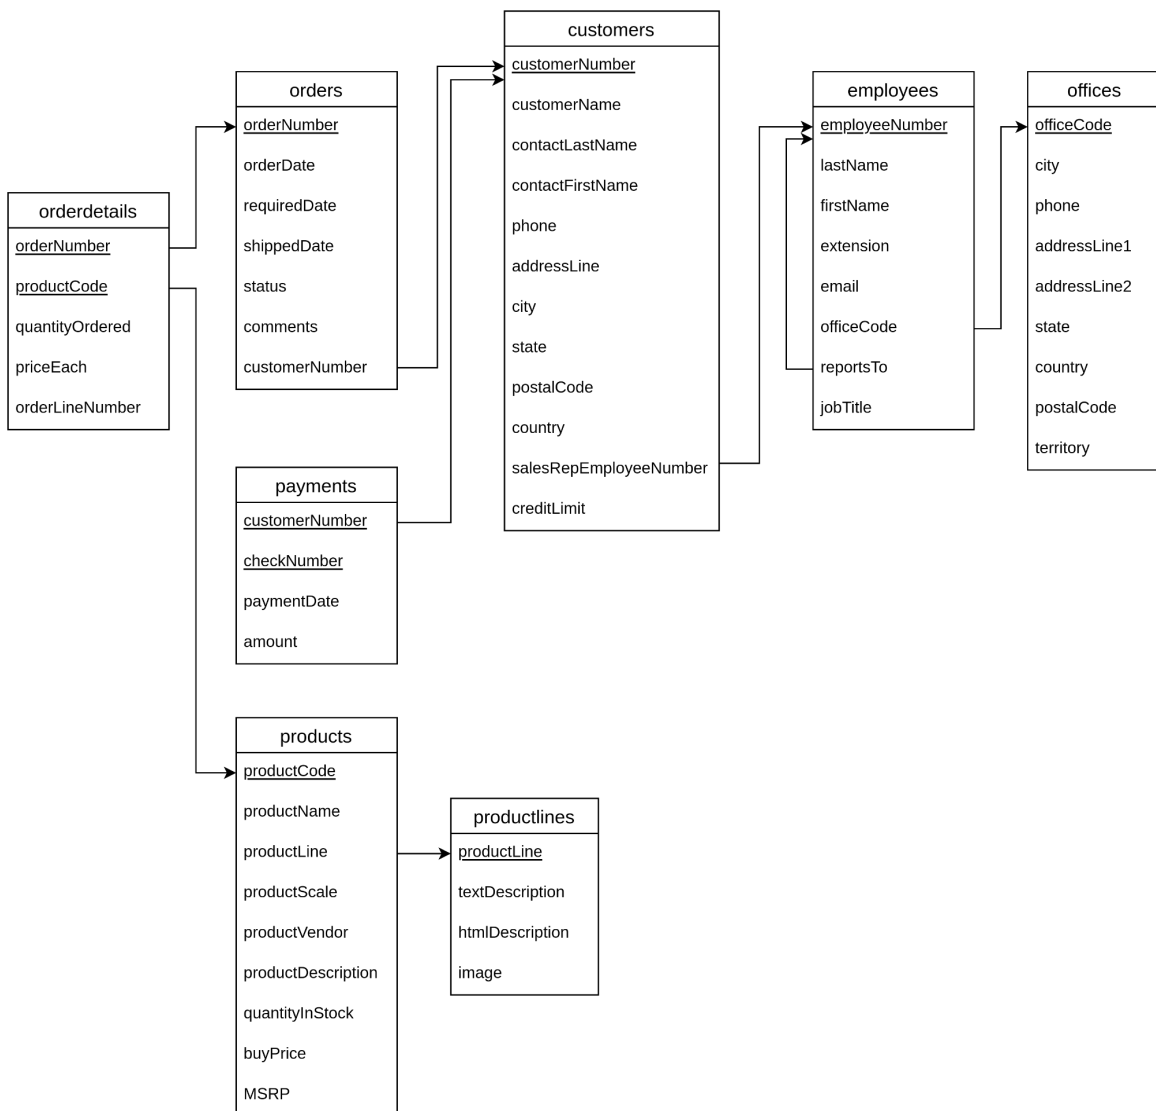 orderdetails
orderNumber
productCode
quantityOrdered
priceEach
orderLineNumber
orders
orderNumber
orderDate
requiredDate
shippedDate
status
comments
customerNumber
payments
customerNumber
checkNumber
paymentDate
amount
products
productCode
productName
productLine
productScale
productVendor
productDescription
quantityInStock
buyPrice
MSRP
productlines
productLine
textDescription
htmlDescription
image
customers
customerNumber
customerName
contactLastName
contactFirstName
phone
addressLine
city
state
postalCode
country
salesRepEmployeeNumber
creditLimit
employees
employeeNumber
lastName
firstName
extension
email
officeCode
reportsTo
jobTitle
offices
officeCode
city
phone
addressLine1
addressLine2
state
country
postalCode
territory